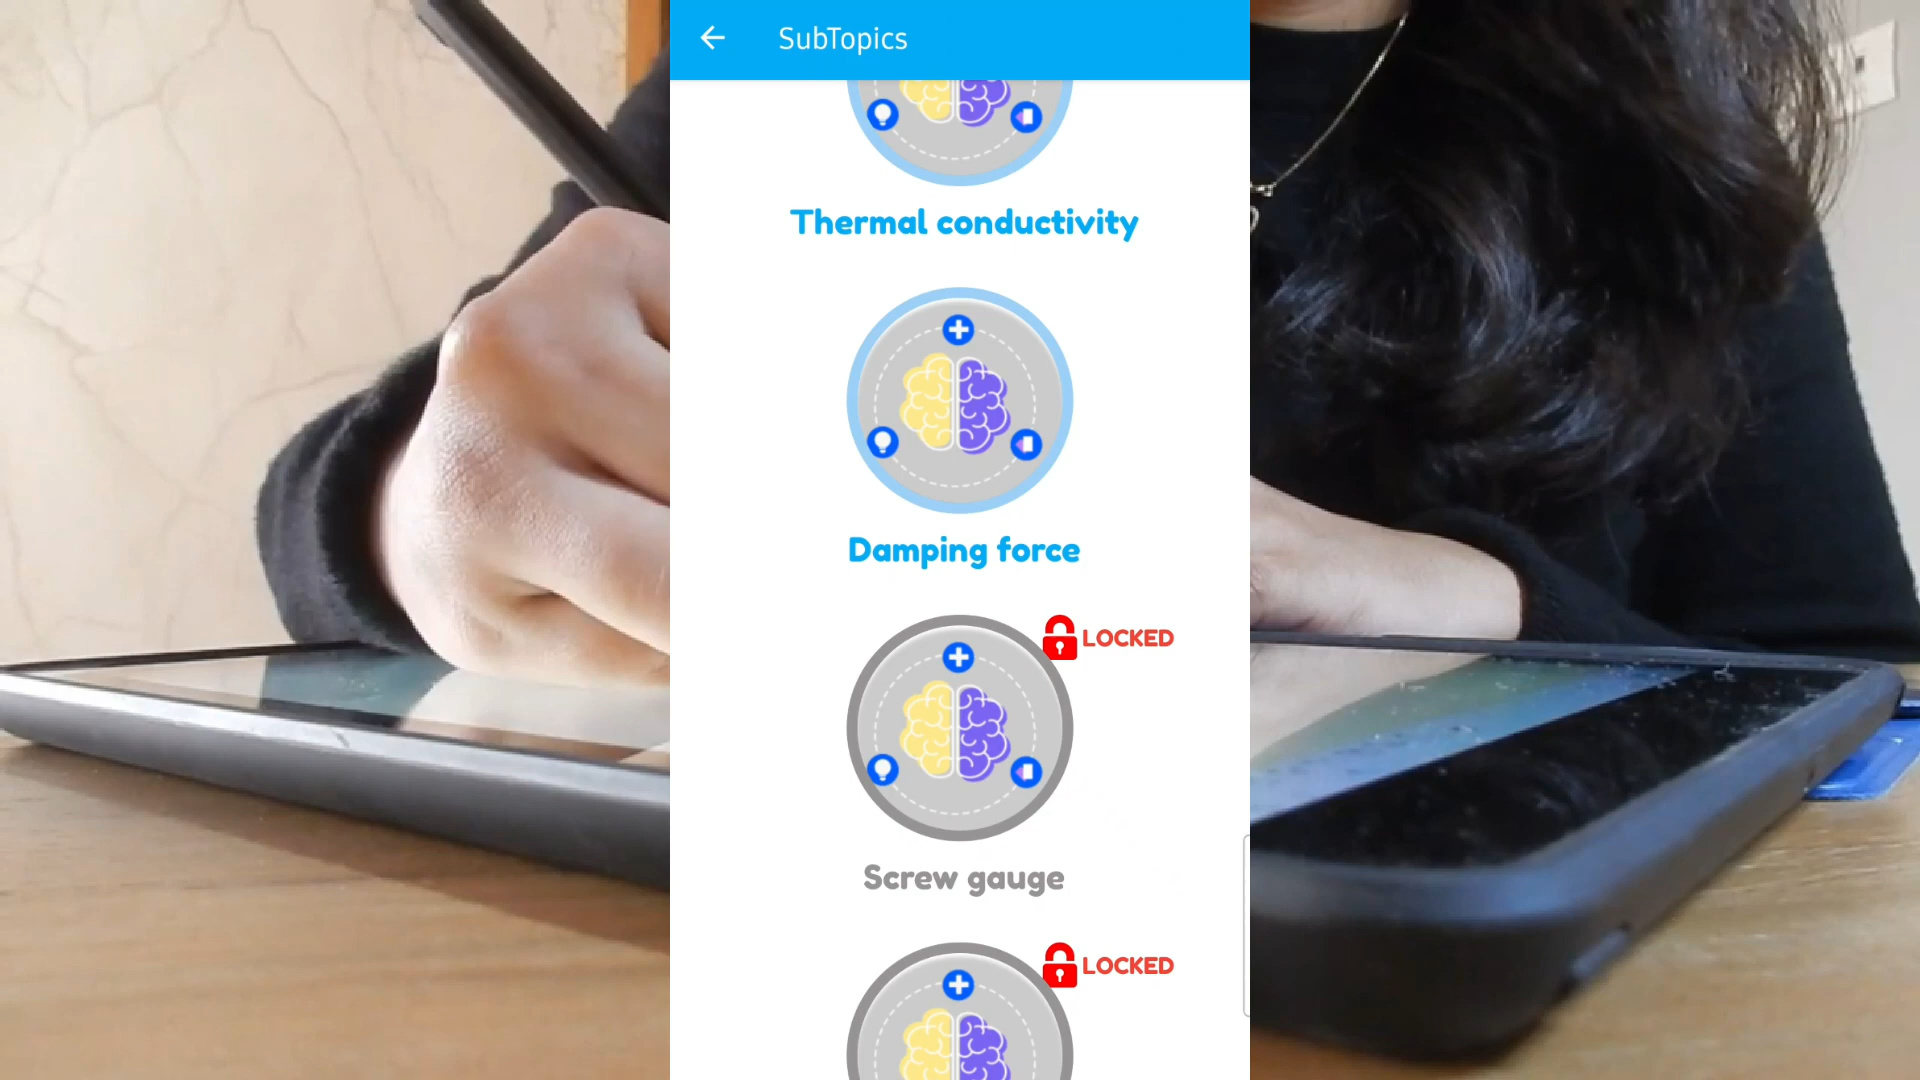 SubTopics
Thermal conductivity
Damping force
LOCKED
Screw gauge
LOCKED